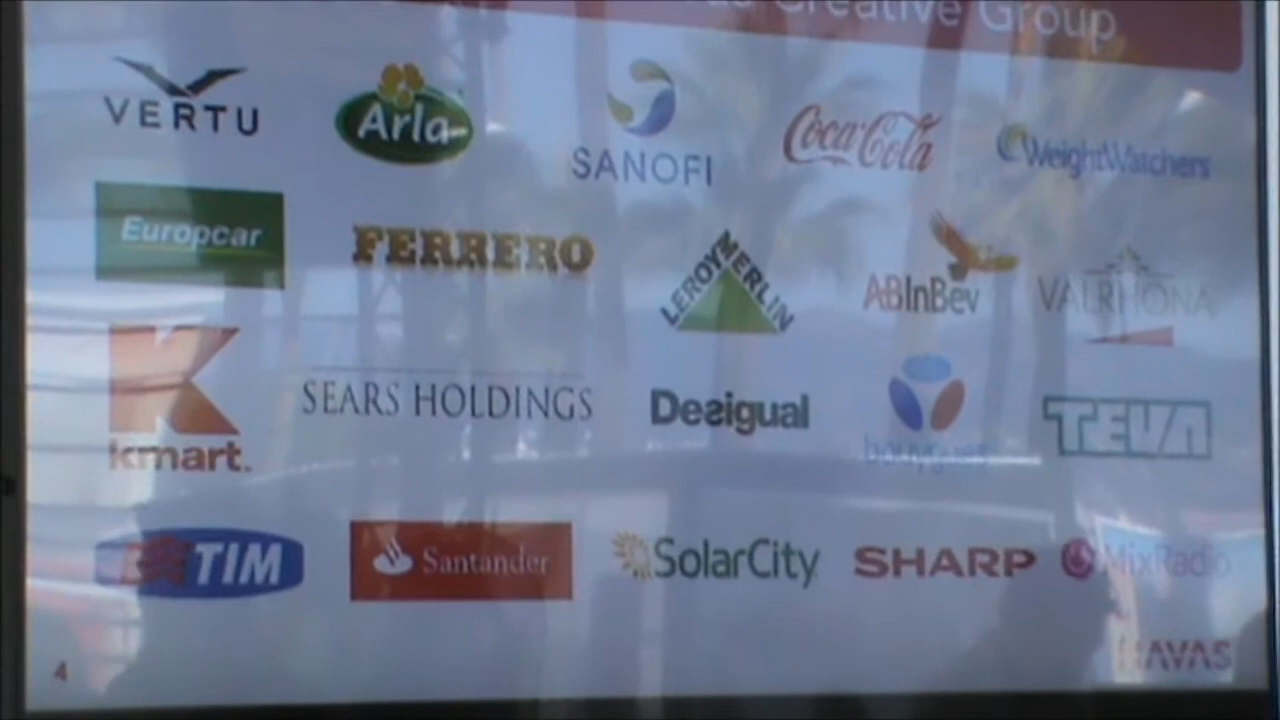 Creative Group
VERTU
Arla
SANOFI
Coca-Cola
WeightWatchers
Europcar
FERRERO
LEROY MERLIN
ABInBev
VALRHONA
K
kmart.
SEARS HOLDINGS
Desigual
bouygues
TEVA
TIM
Santander
SolarCity
SHARP
MixRadio
4
HAVAS